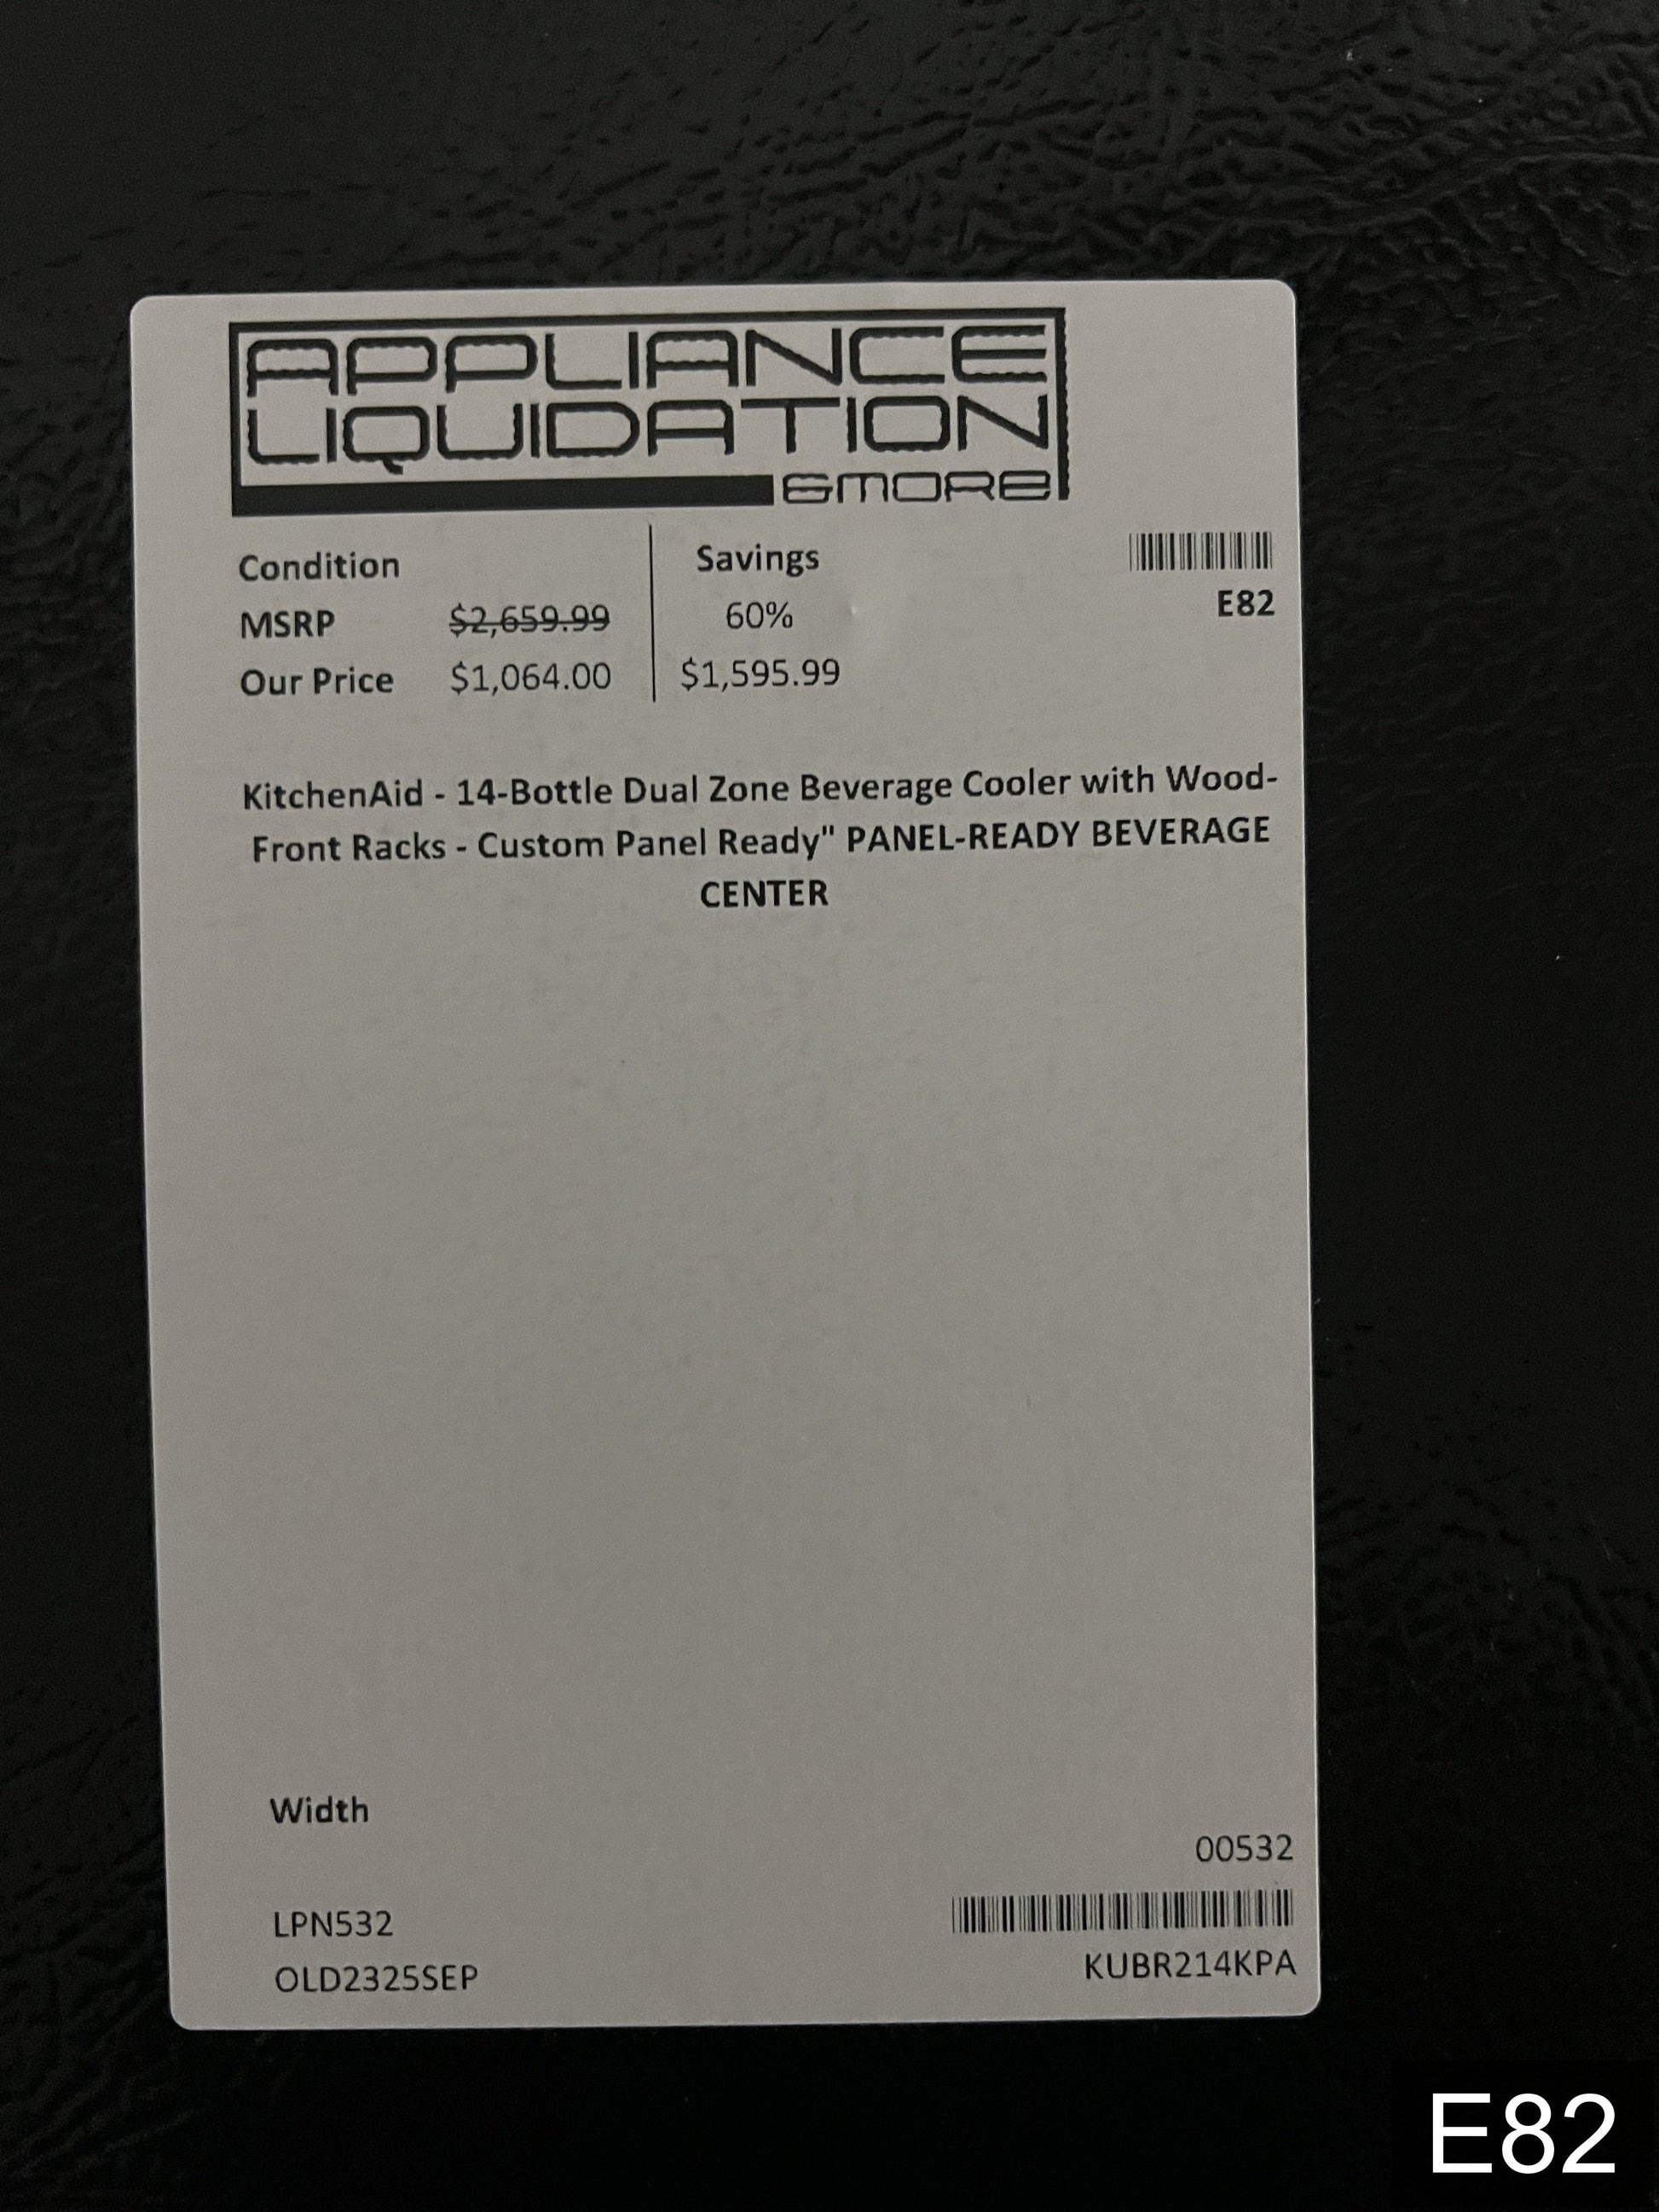 APPLIANCE
LIQUIDATION
&MORE
Condition
MSRP $2,659.99
Our Price $1,064.00
Savings
60%
$1,595.99
E82
KitchenAid - 14-Bottle Dual Zone Beverage Cooler with Wood-
Front Racks - Custom Panel Ready" PANEL-READY BEVERAGE
CENTER
Width
00532
LPN532
OLD2325SEP
KUBR214KPA
E82